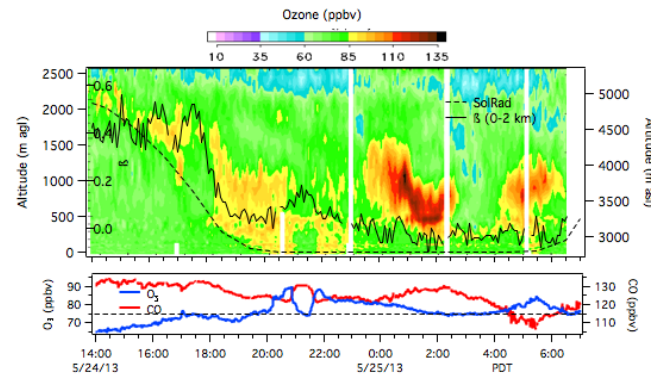 Ozone (ppbv)
10 35 60 85 110 135
2500
2000
1500
1000
500
0
Altitude (m agl)
0.6
0.4
0.2
0.0
ß
SolRad
ß (0-2 km)
5000
4500
4000
3500
3000
Altitude (m asl)
90
80
70
O₃ (ppbv)
O₃
CO
130
120
110
CO (ppbv)
14:00 16:00 18:00 20:00 22:00 0:00 2:00 4:00 6:00
5/24/13 5/25/13 PDT